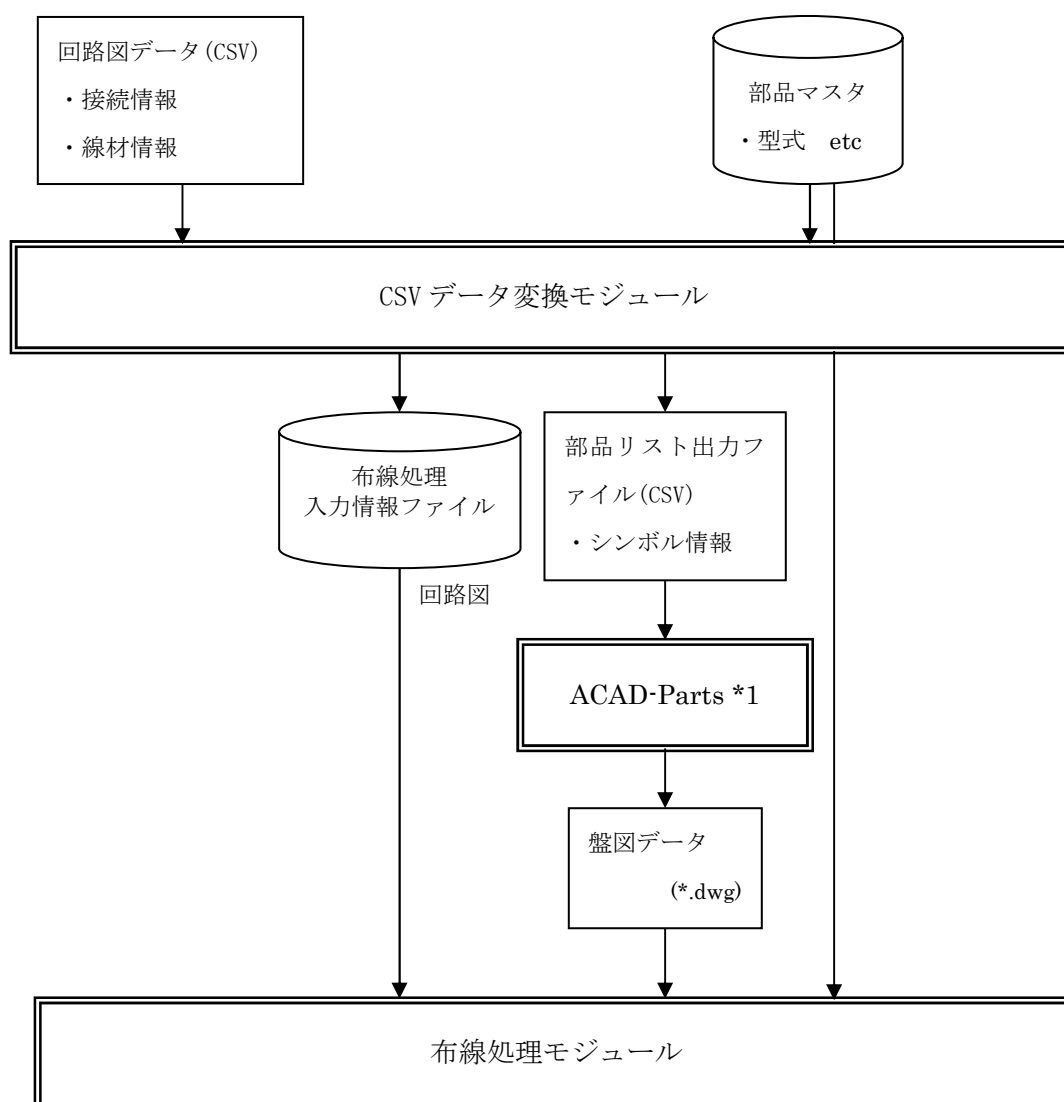 回路図データ(CSV)
・接続情報
・線材情報
部品マスタ
・型式　etc
CSV データ変換モジュール
布線処理
入力情報ファイル
部品リスト出力フ
ァイル(CSV)
・シンボル情報
回路図
ACAD-Parts *1
盤図データ
(*.dwg)
布線処理モジュール